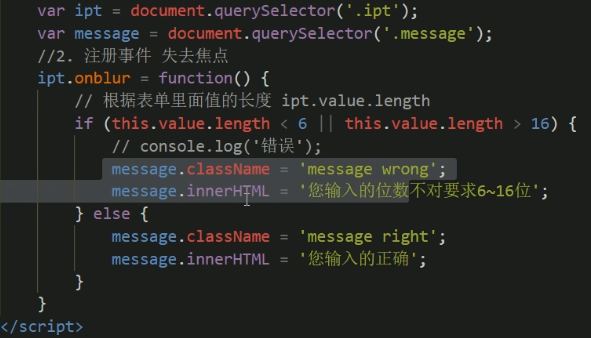 var ipt = document.querySelector('.ipt');
var message = document.querySelector('.message');
//2. 注册事件 失去焦点
ipt.onblur = function() {
// 根据表单里面值的长度 ipt.value.length
if (this.value.length < 6 || this.value.length > 16) {
// console.log('错误');
message.className = 'message wrong';
message.innerHTML = '您输入的位数不对要求6~16位';
} else {
message.className = 'message right';
message.innerHTML = '您输入的正确';
}
}
</script>